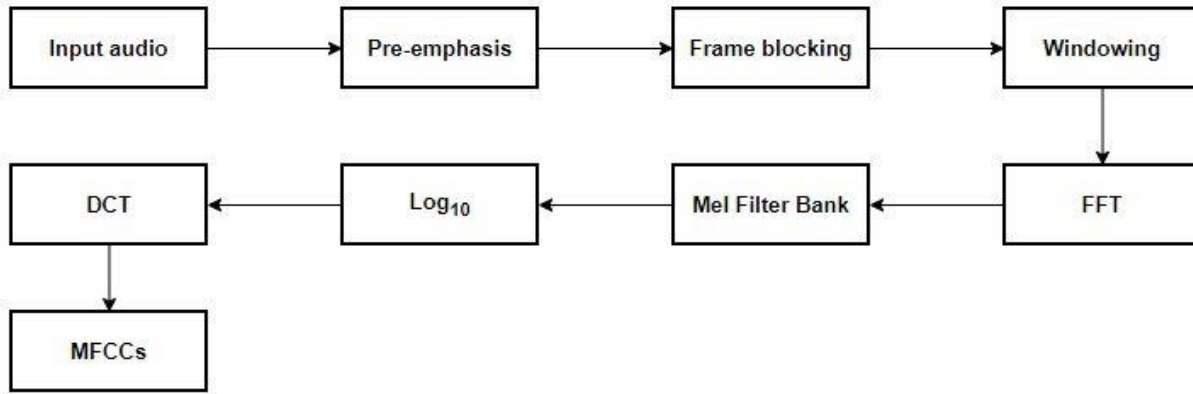 Input audio
Pre-emphasis
Frame blocking
Windowing
FFT
Mel Filter Bank
Log₁₀
DCT
MFCCs